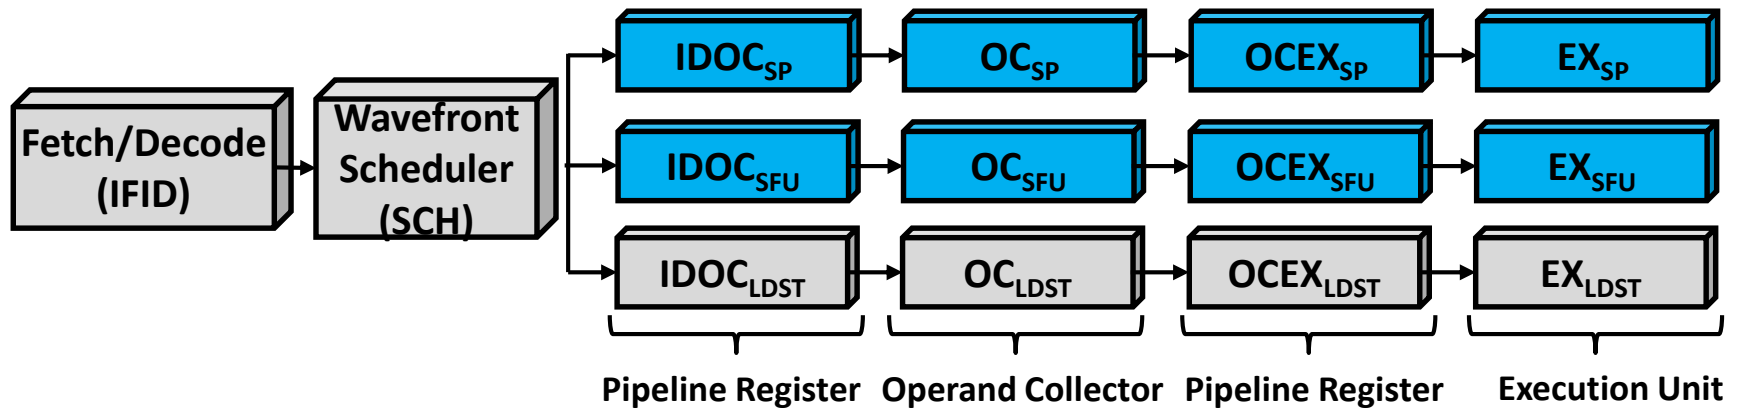 Fetch/Decode
(IFID)
Wavefront
Scheduler
(SCH)
IDOCSP
OCSP
OCEXSP
EXSP
IDOCSFU
OCSFU
OCEXSFU
EXSFU
IDOCLDST
OCLDST
OCEXLDST
EXLDST
Pipeline Register
Operand Collector
Pipeline Register
Execution Unit